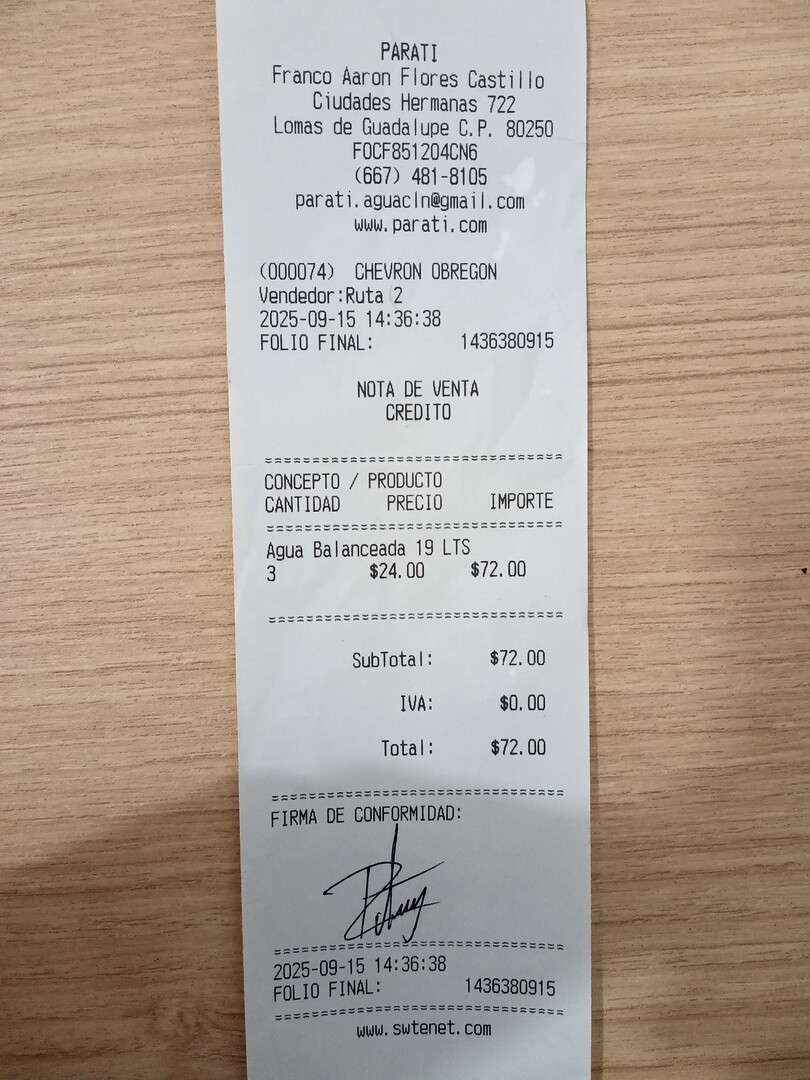 PARATI
Franco Aaron Flores Castillo
Ciudades Hermanas 722
Lomas de Guadalupe C.P. 80250
FOCF851204CN6
(667) 481-8105
parati.aguacln@gmail.com
www.parati.com
(000074) CHEVRON OBREGON
Vendedor:Ruta 2
2025-09-15 14:36:38
FOLIO FINAL: 1436380915
NOTA DE VENTA
CREDITO
CONCEPTO / PRODUCTO
CANTIDAD PRECIO IMPORTE
Agua Balanceada 19 LTS
3 $24.00 $72.00
SubTotal: $72.00
IVA: $0.00
Total: $72.00
FIRMA DE CONFORMIDAD:
2025-09-15 14:36:38
FOLIO FINAL: 1436380915
www.swtenet.com